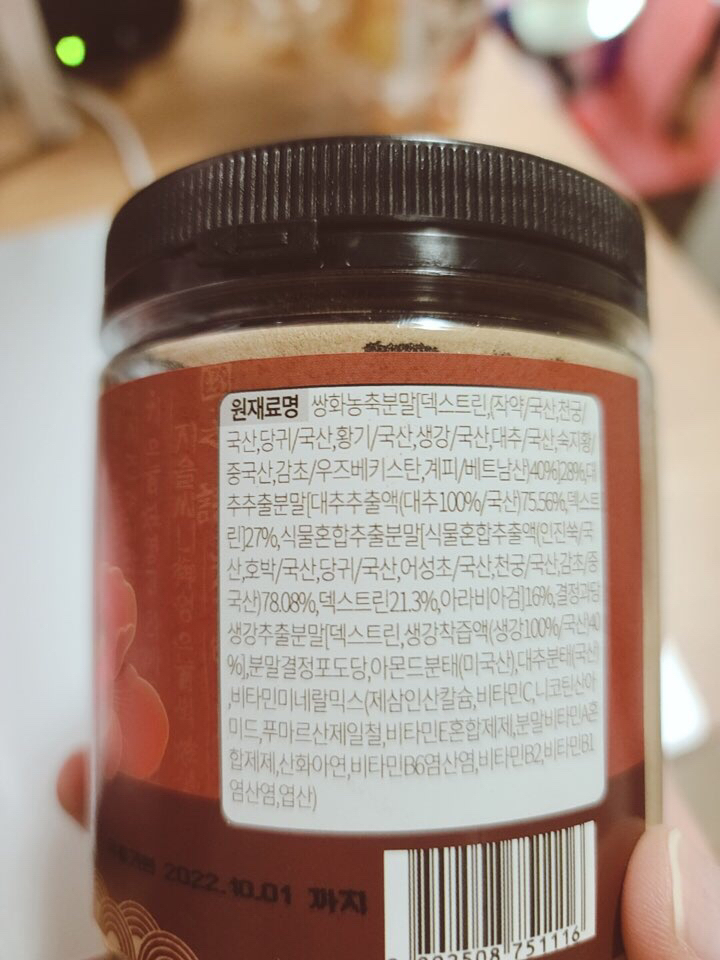 원재료명 쌍화농축분말[덱스트린,(작약/국산,천궁/
국산,당귀/국산,황기/국산,생강/국산,대추/국산,숙지황/
중국산,감초/우즈베키스탄,계피/베트남산)40%]28%,대
추추출분말[대추추출액(대추100%/국산)75.56%,덱스트
린]27%,식물혼합추출분말[식물혼합추출액(인진쑥/국
산,호박/국산,당귀/국산,어성초/국산,천궁/국산,감초/중
국산)78.08%,덱스트린21.3%,아라비아검]16%,결정과당
생강추출분말[덱스트린,생강착즙액(생강100%/국산)40
%],분말결정포도당,아몬드분태(미국산),대추분태(국산)
,비타민미네랄믹스(제삼인산칼슘,비타민C,니코틴산아
미드,푸마르산제일철,비타민E혼합제제,분말비타민A혼
합제제,산화아연,비타민B6염산염,비타민B2,비타민B1
염산염,엽산)
2022.10.01 까지
508 751116